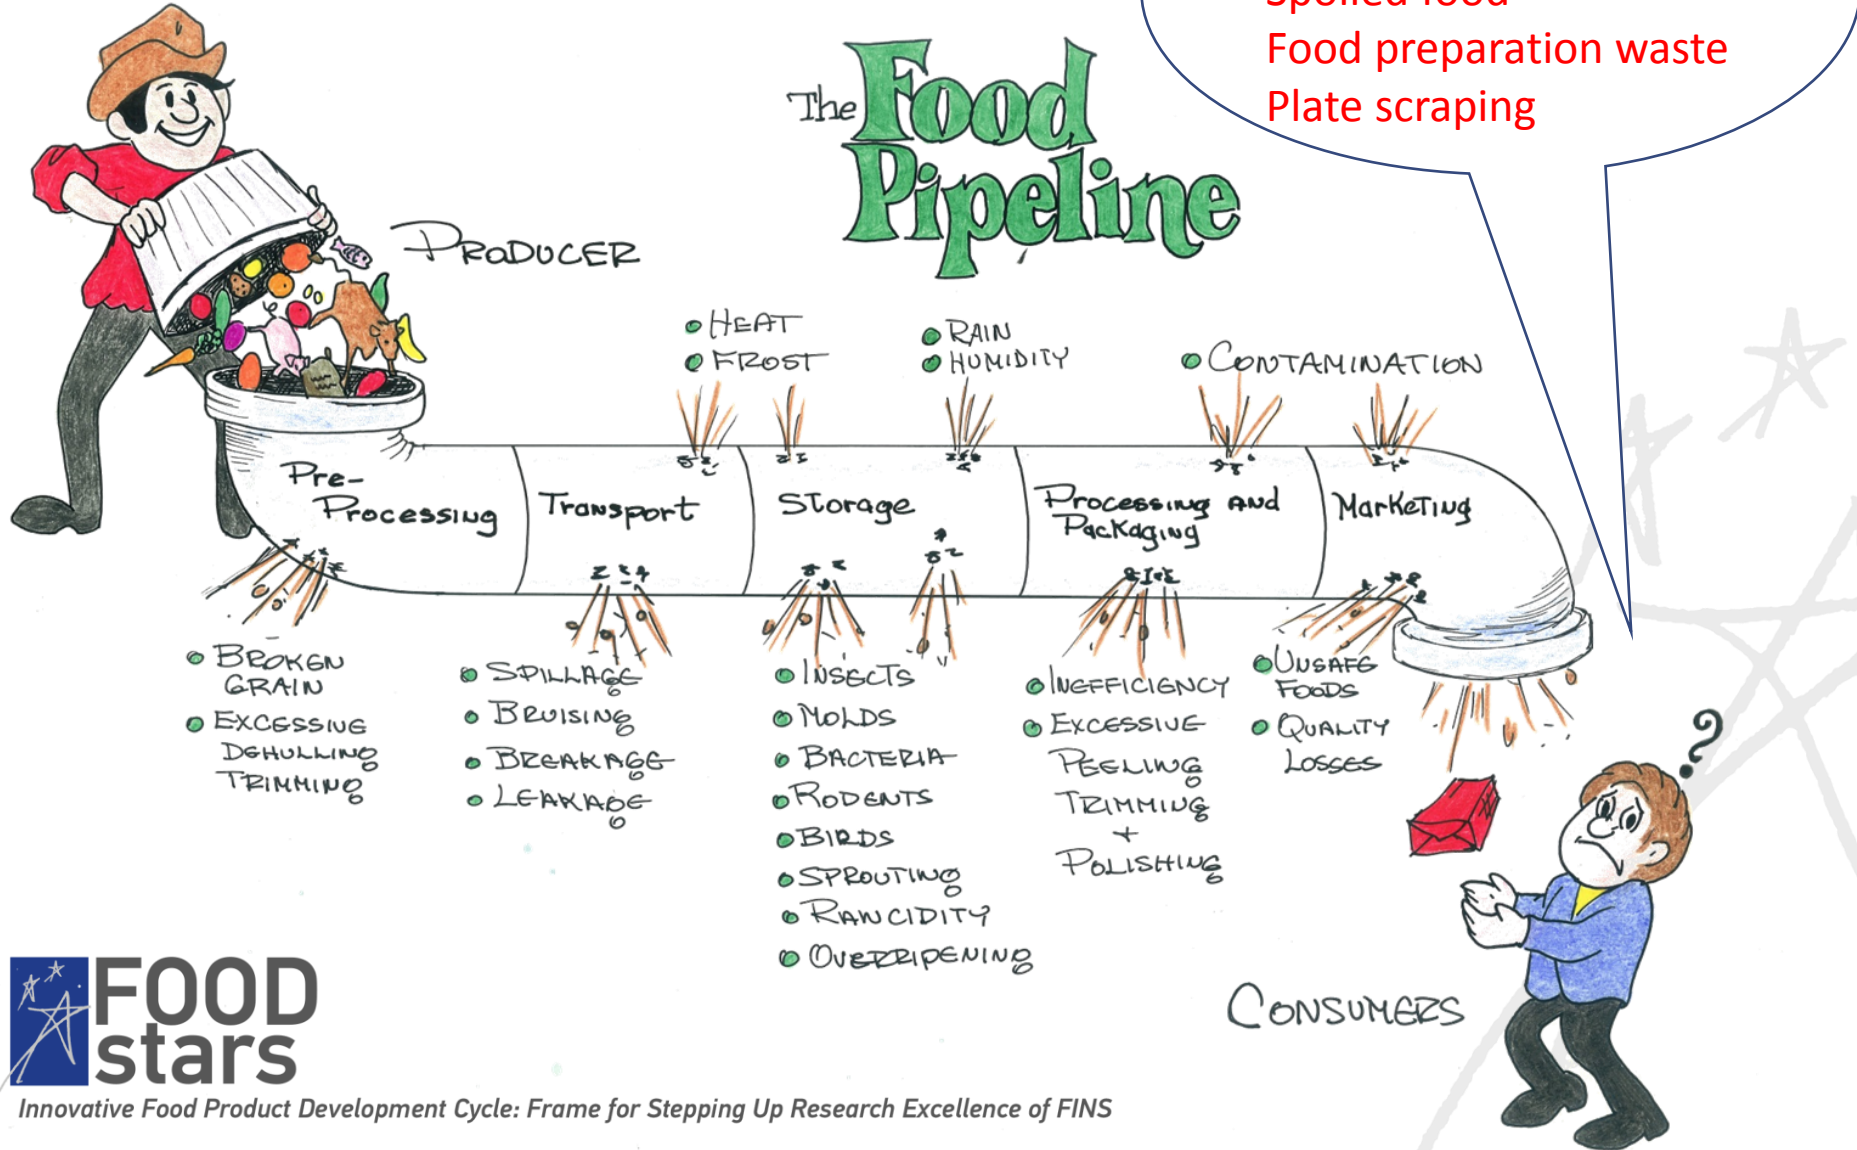 Spoiled food
Food preparation waste
Plate scraping
The Food
Pipeline
PRODUCER
HEAT
FROST
RAIN
HUMIDITY
CONTAMINATION
Pre-
Processing
Transport
Storage
Processing AND
Packaging
Marketing
BROKEN
GRAIN
EXCESSIVE
DEHULLING
TRIMMING
SPILLAGE
BRUISING
BREAKAGE
LEAKAGE
INSECTS
MOLDS
BACTERIA
RODENTS
BIRDS
SPROUTING
RANCIDITY
OVERRIPENING
INEFFICIENCY
EXCESSIVE
PEELING
TRIMMING
+
POLISHING
UNSAFE
FOODS
QUALITY
LOSSES
?
CONSUMERS
FOOD
stars
Innovative Food Product Development Cycle: Frame for Stepping Up Research Excellence of FINS